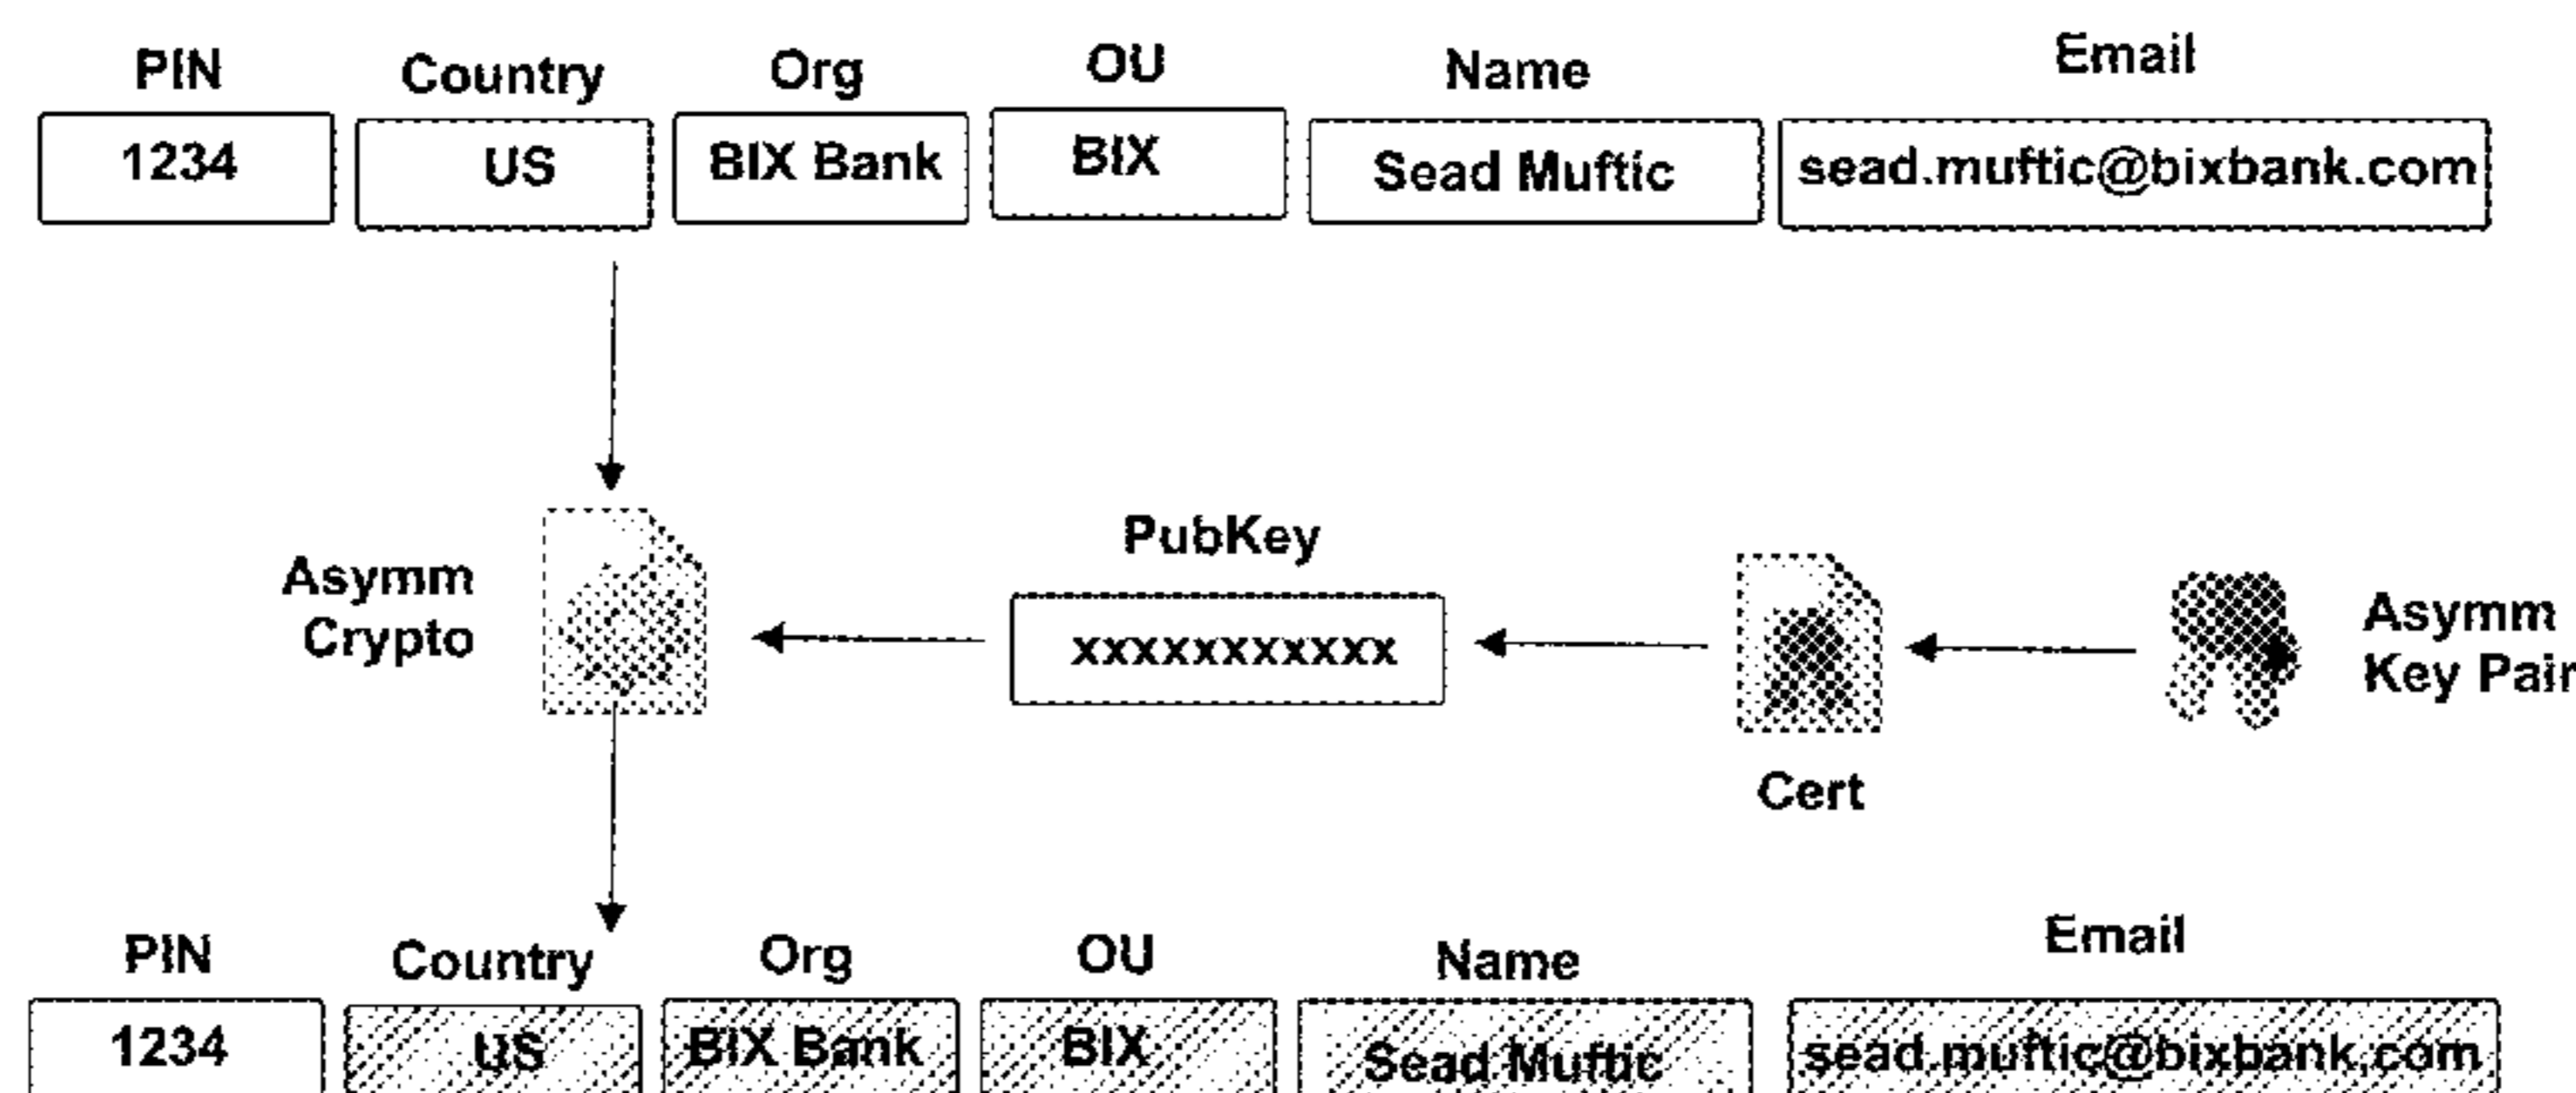 PIN Country Org OU Name Email
1234 US BIX Bank BIX Sead Muftic sead.muftic@bixbank.com
PubKey
Asymm
Crypto
xxxxxxxxxxx
Asymm
Key Pair
Cert
PIN Country Org OU Name Email
1234 US BIX Bank BIX Sead Muftic sead.muftic@bixbank.com